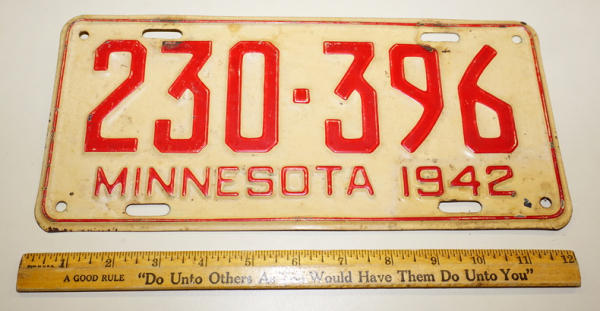 230·396
MINNESOTA 1942
1 2 3 4 5 6 7 8 9 10 11 12
A GOOD RULE "Do Unto Others As You Would Have Them Do Unto You"